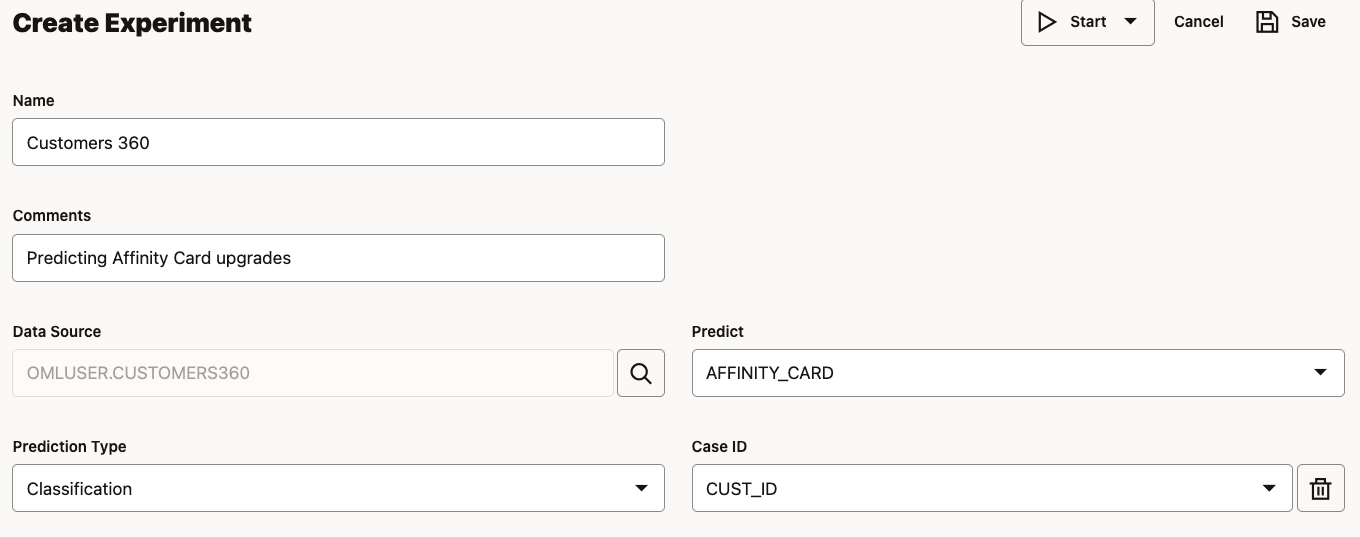 Create Experiment
Start Cancel Save
Name
Customers 360
Comments
Predicting Affinity Card upgrades
Data Source Predict
OMLUSER.CUSTOMERS360 AFFINITY_CARD
Prediction Type Case ID
Classification CUST_ID